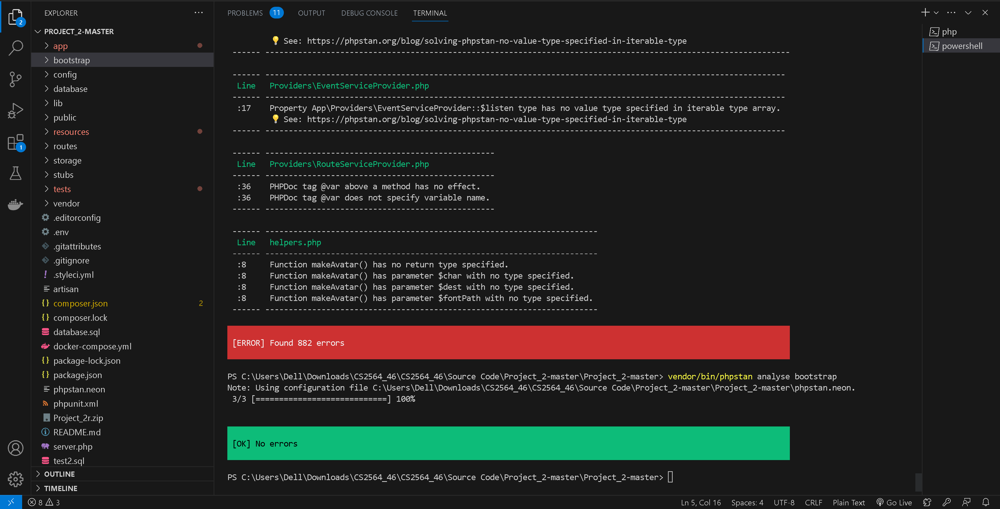 EXPLORER
PROJECT_2-MASTER
app
bootstrap
config
database
lib
public
resources
routes
storage
stubs
tests
vendor
.editorconfig
.env
.gitattributes
.gitignore
.styleci.yml
artisan
composer.json 2
composer.lock
database.sql
docker-compose.yml
package-lock.json
package.json
phpstan.neon
phpunit.xml
Project_2r.zip
README.md
server.php
test2.sql
OUTLINE
TIMELINE
2
1
PROBLEMS 11 OUTPUT DEBUG CONSOLE TERMINAL
💡 See: https://phpstan.org/blog/solving-phpstan-no-value-type-specified-in-iterable-type
Line Providers\EventServiceProvider.php
:17 Property App\Providers\EventServiceProvider::$listen type has no value type specified in iterable type array.
💡 See: https://phpstan.org/blog/solving-phpstan-no-value-type-specified-in-iterable-type
Line Providers\RouteServiceProvider.php
:36 PHPDoc tag @var above a method has no effect.
:36 PHPDoc tag @var does not specify variable name.
Line helpers.php
:8 Function makeAvatar() has no return type specified.
:8 Function makeAvatar() has parameter $char with no type specified.
:8 Function makeAvatar() has parameter $dest with no type specified.
:8 Function makeAvatar() has parameter $fontPath with no type specified.
[ERROR] Found 882 errors
PS C:\Users\Dell\Downloads\CS2564_46\CS2564_46\Source Code\Project_2-master\Project_2-master> vendor/bin/phpstan analyse bootstrap
Note: Using configuration file C:\Users\Dell\Downloads\CS2564_46\CS2564_46\Source Code\Project_2-master\Project_2-master\phpstan.neon.
3/3 [============================] 100%
[OK] No errors
PS C:\Users\Dell\Downloads\CS2564_46\CS2564_46\Source Code\Project_2-master\Project_2-master>
php
powershell
8 3 Ln 5, Col 16 Spaces: 4 UTF-8 CRLF Plain Text Go Live